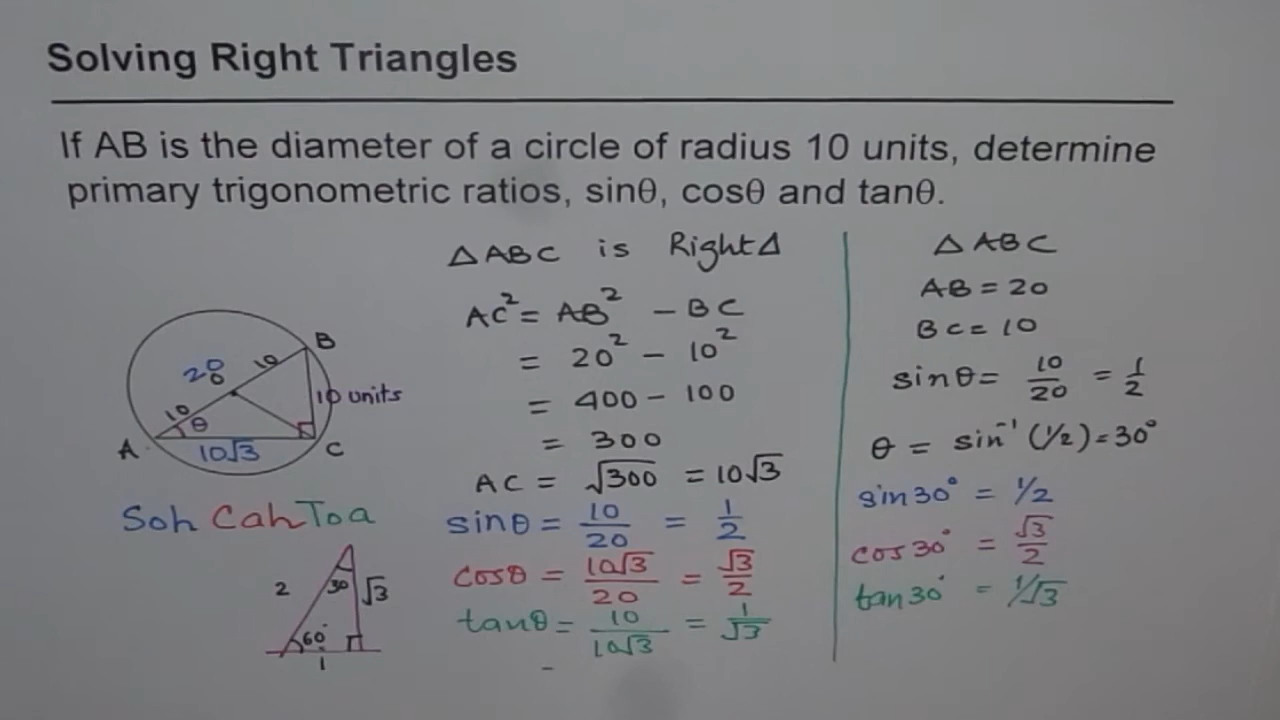 Solving Right Triangles
If AB is the diameter of a circle of radius 10 units, determine
primary trigonometric ratios, sinθ, cosθ and tanθ.
B
10
20
10 units
10
θ
A
10√3
C
Soh Cah Toa
2
30
√3
60°
1
△ ABC is Right△
AC² = AB² - BC
= 20² - 10²
= 400 - 100
= 300
AC = √300 = 10√3
sinθ = 10/20 = 1/2
cosθ = 10√3/20 = √3/2
tanθ = 10/10√3 = 1/√3
△ ABC
AB = 20
BC = 10
sinθ = 10/20 = 1/2
θ = sin⁻¹ (1/2) = 30°
sin30° = 1/2
cos30° = √3/2
tan30° = 1/√3